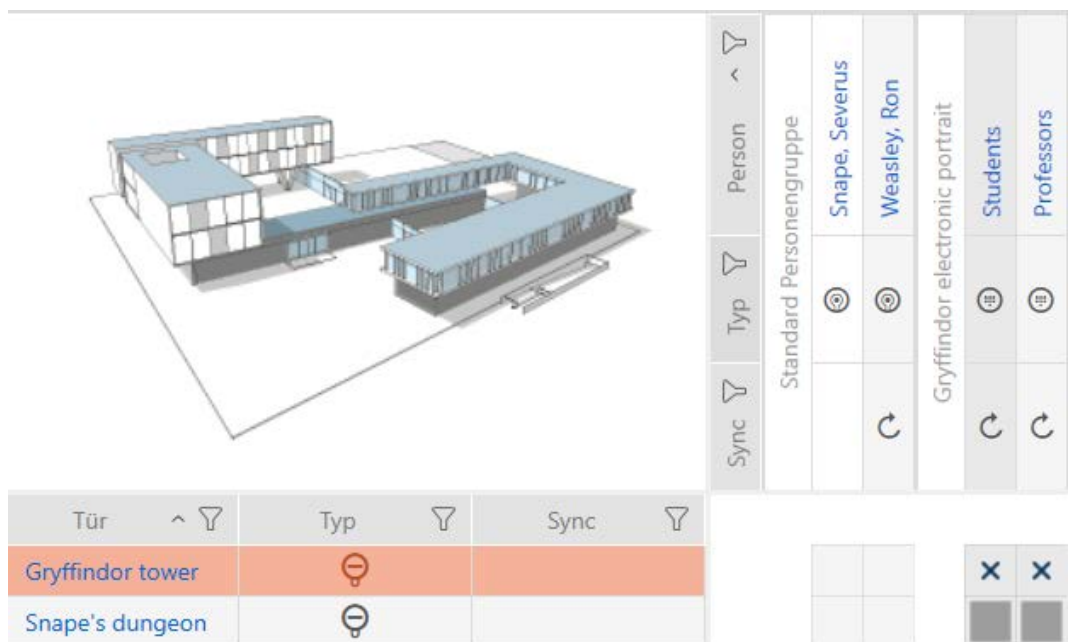 Person
Typ
Sync
Standard Personengruppe
Snape, Severus
Weasley, Ron
Gryffindor electronic portrait
Students
Professors
Tür Typ Sync
Gryffindor tower
Snape's dungeon